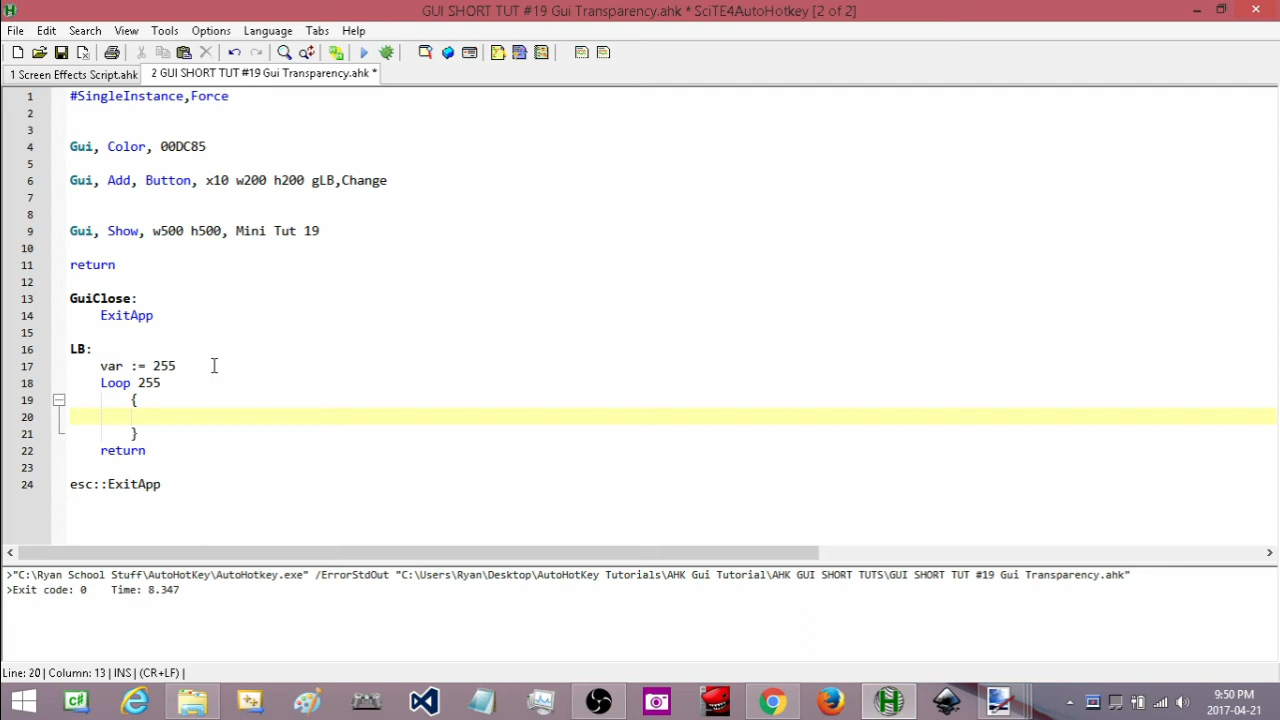 GUI SHORT TUT #19 Gui Transparency.ahk * SciTE4AutoHotkey [2 of 2]
File Edit Search View Tools Options Language Tabs Help
1 Screen Effects Script.ahk 2 GUI SHORT TUT #19 Gui Transparency.ahk *
1 #SingleInstance,Force
2
3
4 Gui, Color, 00DC85
5
6 Gui, Add, Button, x10 w200 h200 gLB,Change
7
8
9 Gui, Show, w500 h500, Mini Tut 19
10
11 return
12
13 GuiClose:
14 ExitApp
15
16 LB:
17 var := 255
18 Loop 255
19 {
20
21 }
22 return
23
24 esc::ExitApp
>"C:\Ryan School Stuff\AutoHotKey\AutoHotkey.exe" /ErrorStdOut "C:\Users\Ryan\Desktop\AutoHotKey Tutorials\AHK Gui Tutorial\AHK GUI SHORT TUTS\GUI SHORT TUT #19 Gui Transparency.ahk"
>Exit code: 0 Time: 8.347
Line: 20 | Column: 13 | INS | (CR+LF) |
9:50 PM
2017-04-21